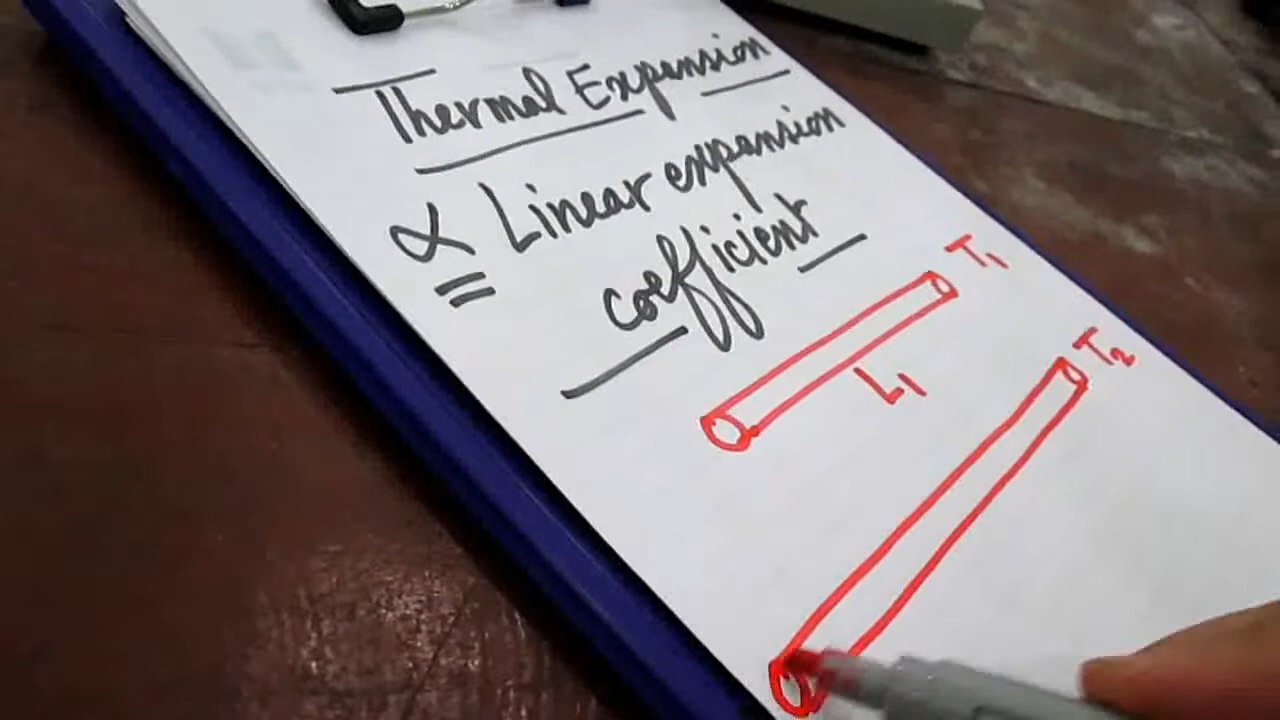 Thermal Expansion
α Linear expansion
coefficient
T₁
L₁
T₂